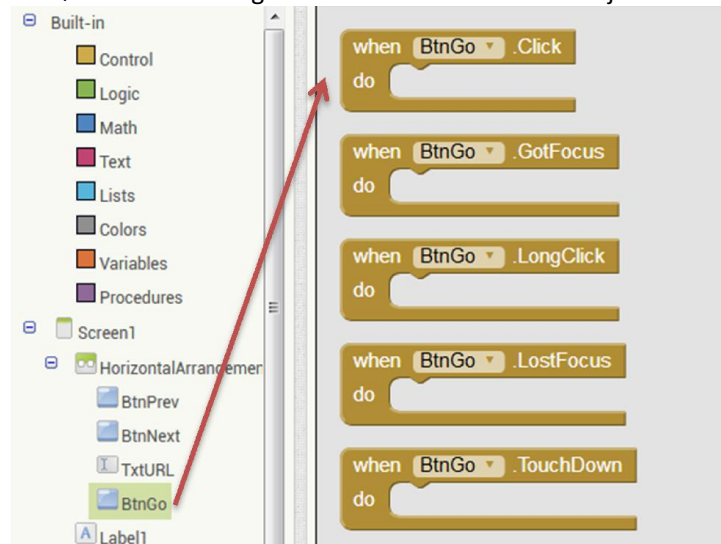 Built-in
Control
Logic
Math
Text
Lists
Colors
Variables
Procedures
Screen1
HorizontalArrangemen
BtnPrev
BtnNext
TxtURL
BtnGo
A Label1
when BtnGo .Click
do
when BtnGo .GotFocus
do
when BtnGo .LongClick
do
when BtnGo .LostFocus
do
when BtnGo .TouchDown
do